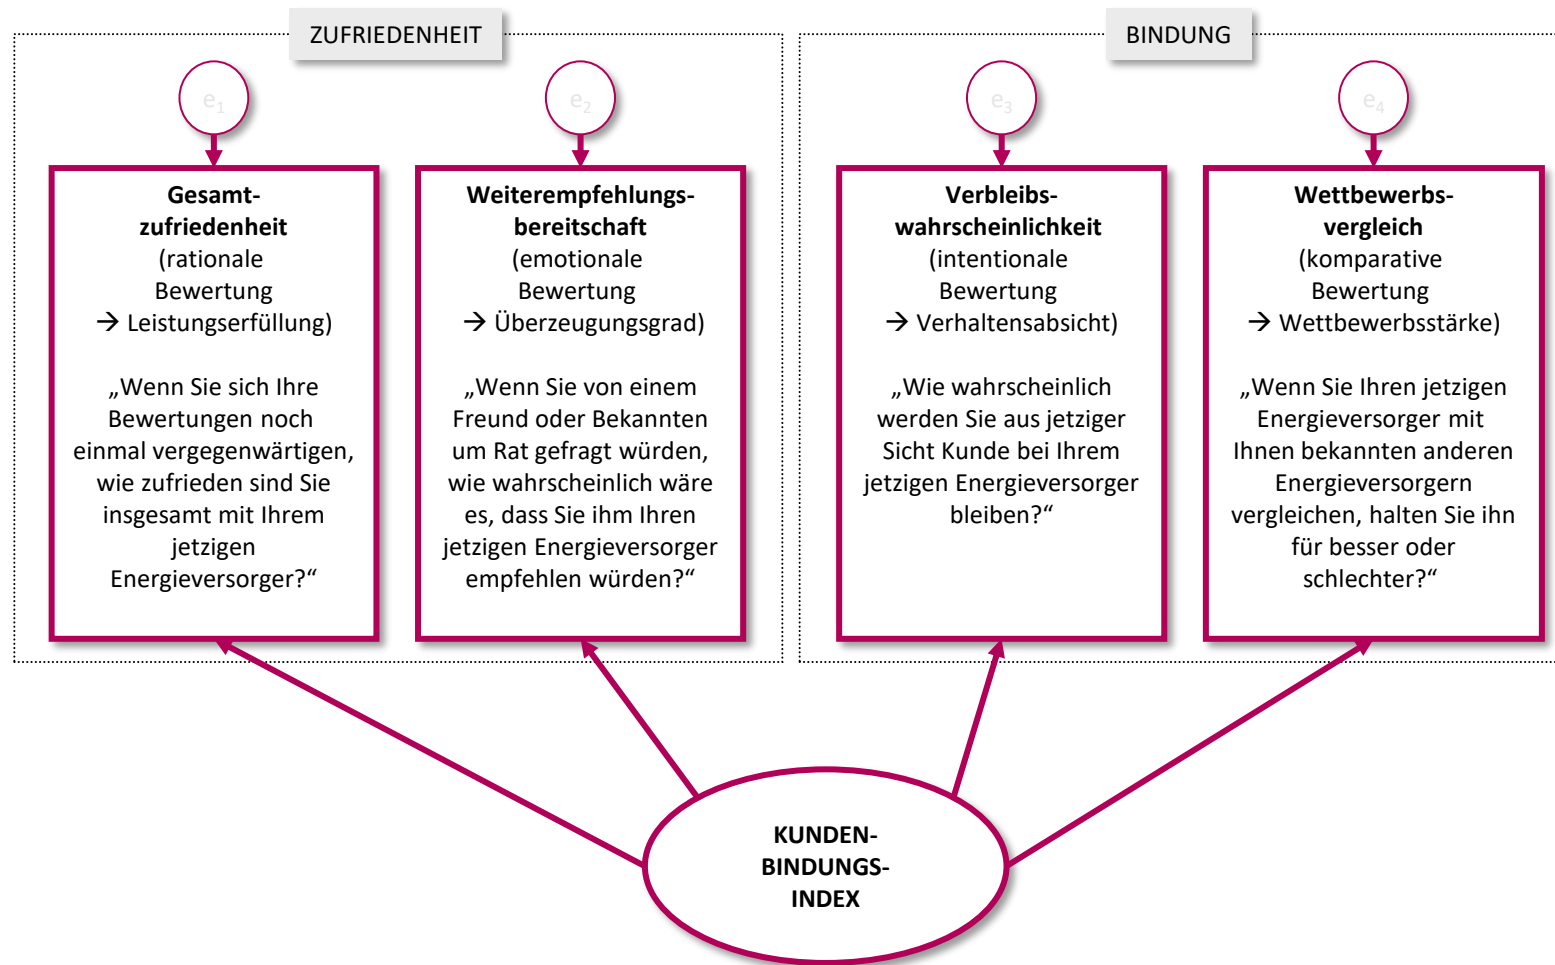 ZUFRIEDENHEIT
e₁
e₂
Gesamt-
zufriedenheit
(rationale
Bewertung
→ Leistungserfüllung)
„Wenn Sie sich Ihre
Bewertungen noch
einmal vergegenwärtigen,
wie zufrieden sind Sie
insgesamt mit Ihrem
jetzigen
Energieversorger?“
Weiterempfehlungs-
bereitschaft
(emotionale
Bewertung
→ Überzeugungsgrad)
„Wenn Sie von einem
Freund oder Bekannten
um Rat gefragt würden,
wie wahrscheinlich wäre
es, dass Sie ihm Ihren
jetzigen Energieversorger
empfehlen würden?“
BINDUNG
e₃
e₄
Verbleibs-
wahrscheinlichkeit
(intentionale
Bewertung
→ Verhaltensabsicht)
„Wie wahrscheinlich
werden Sie aus jetziger
Sicht Kunde bei Ihrem
jetzigen Energieversorger
bleiben?“
Wettbewerbs-
vergleich
(komparative
Bewertung
→ Wettbewerbsstärke)
„Wenn Sie Ihren jetzigen
Energieversorger mit
Ihnen bekannten anderen
Energieversorgern
vergleichen, halten Sie ihn
für besser oder
schlechter?“
KUNDEN-
BINDUNGS-
INDEX